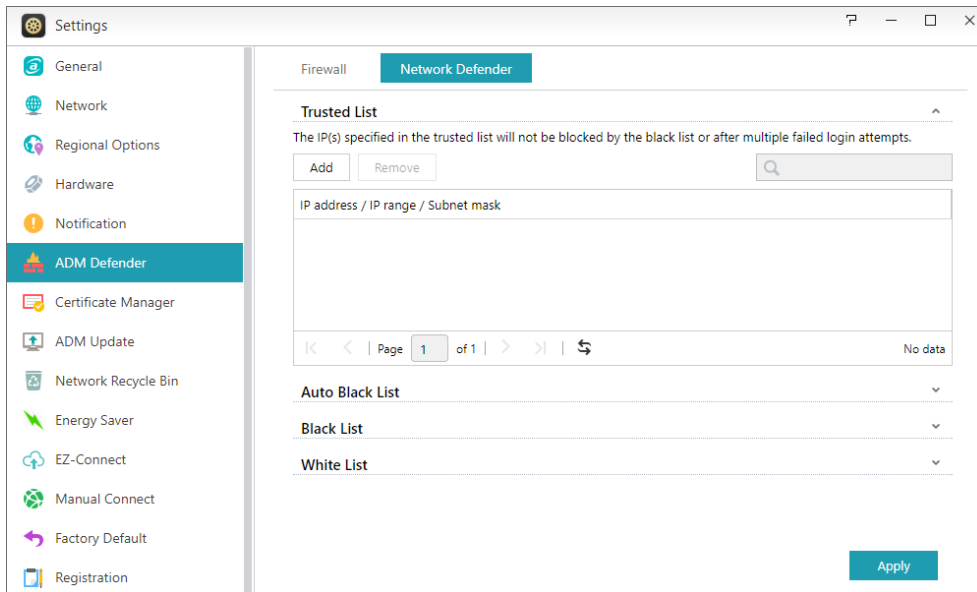 Settings
General
Network
Regional Options
Hardware
Notification
ADM Defender
Certificate Manager
ADM Update
Network Recycle Bin
Energy Saver
EZ-Connect
Manual Connect
Factory Default
Registration
Firewall
Network Defender
Trusted List
The IP(s) specified in the trusted list will not be blocked by the black list or after multiple failed login attempts.
Add Remove
IP address / IP range / Subnet mask
Page 1 of 1 No data
Auto Black List
Black List
White List
Apply